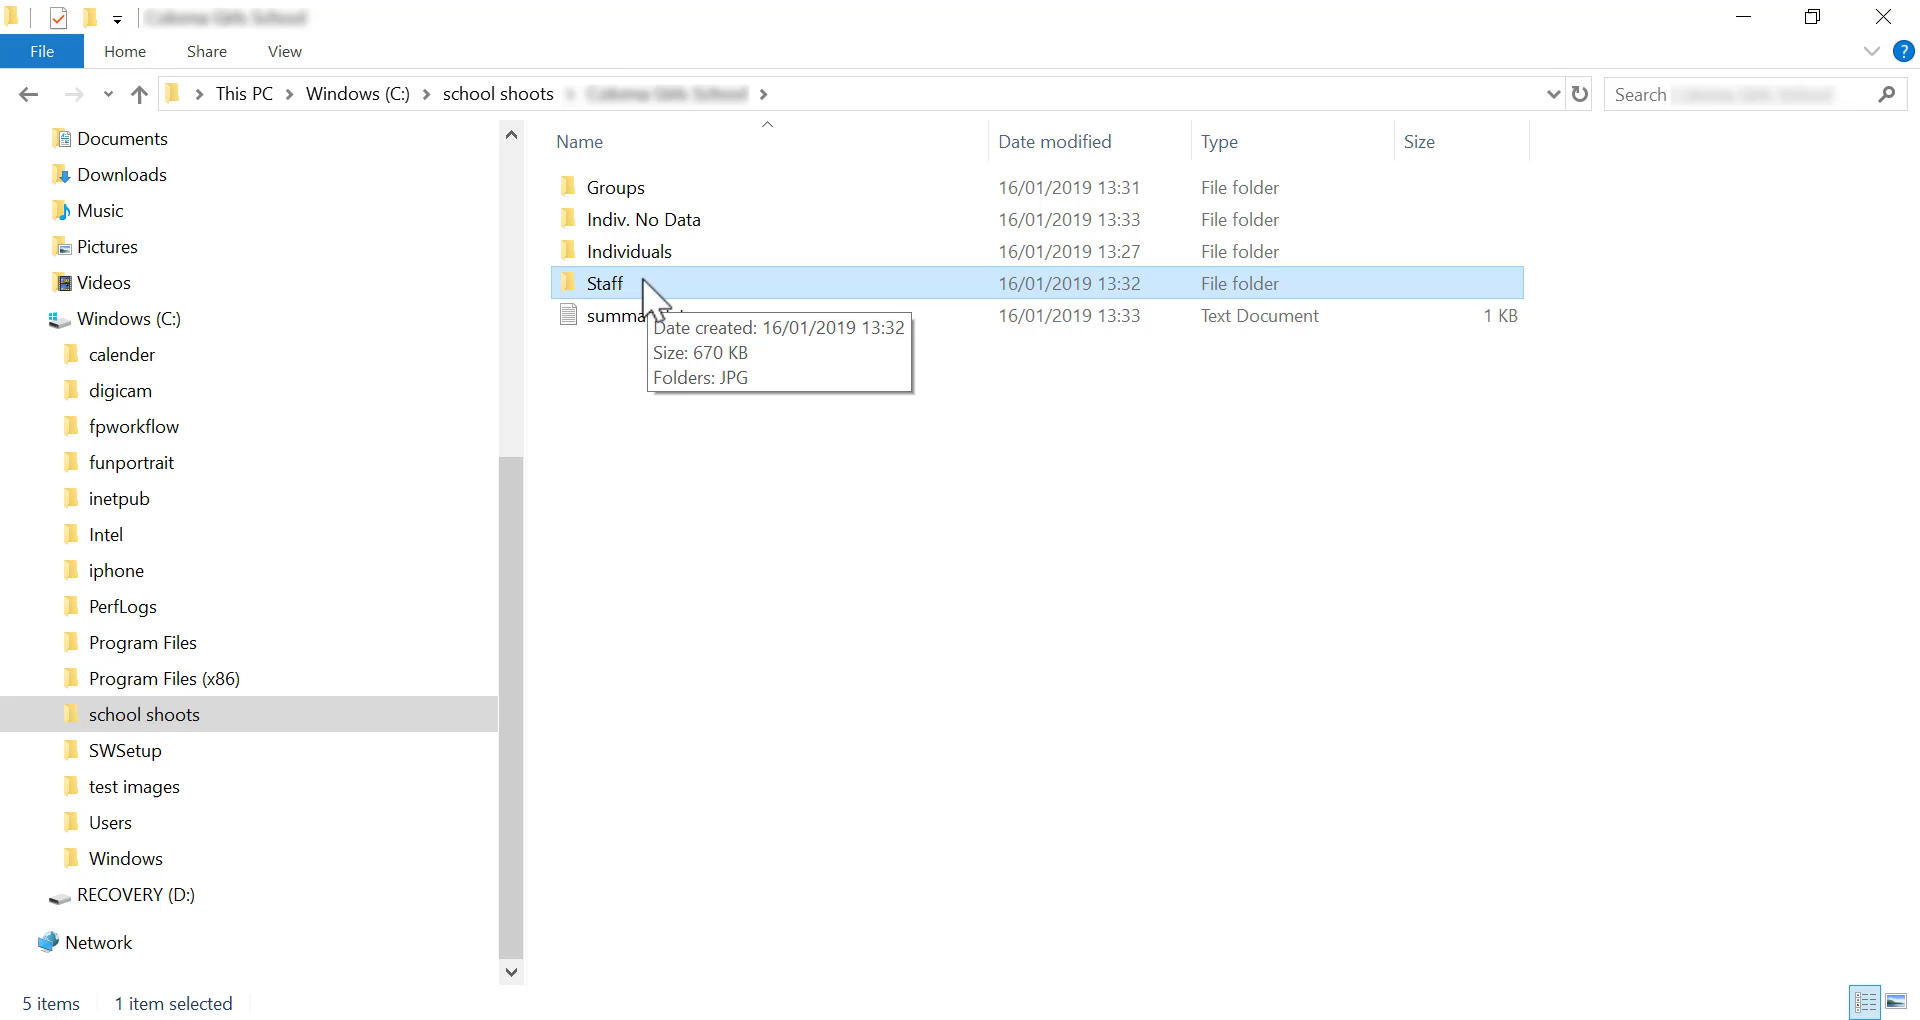 File Home Share View
This PC Windows (C:) school shoots
Search
Documents
Downloads
Music
Pictures
Videos
Windows (C:)
calender
digicam
fpworkflow
funportrait
inetpub
Intel
iphone
PerfLogs
Program Files
Program Files (x86)
school shoots
SWSetup
test images
Users
Windows
RECOVERY (D:)
Network
Name Date modified Type Size
Groups 16/01/2019 13:31 File folder
Indiv. No Data 16/01/2019 13:33 File folder
Individuals 16/01/2019 13:27 File folder
Staff 16/01/2019 13:32 File folder
16/01/2019 13:33 Text Document 1 KB
Date created: 16/01/2019 13:32
Size: 670 KB
Folders: JPG
5 items 1 item selected